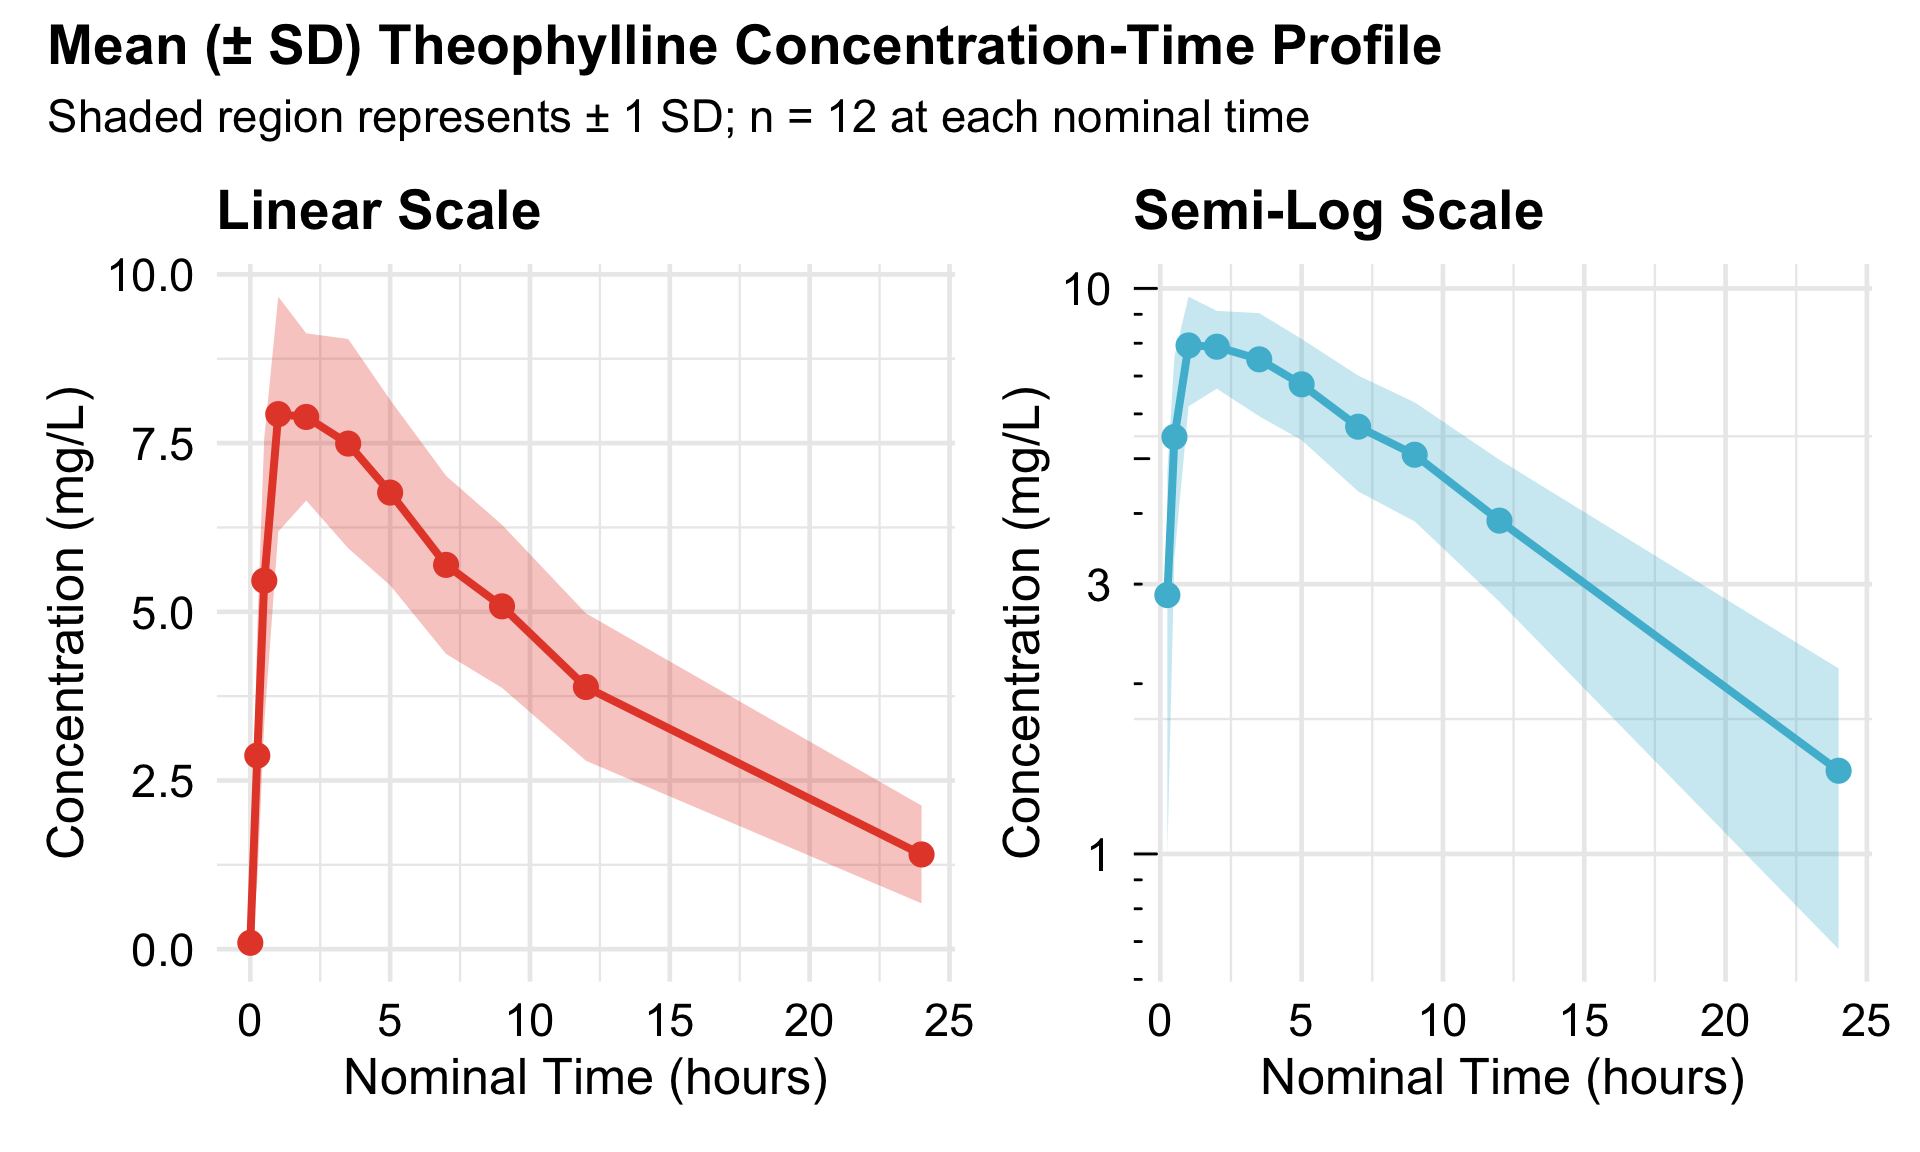 Mean (± SD) Theophylline Concentration-Time Profile
Shaded region represents ± 1 SD; n = 12 at each nominal time
Linear Scale
10.0
7.5
5.0
2.5
0.0
Concentration (mg/L)
0 5 10 15 20 25
Nominal Time (hours)
Semi-Log Scale
10
3
1
Concentration (mg/L)
0 5 10 15 20 25
Nominal Time (hours)